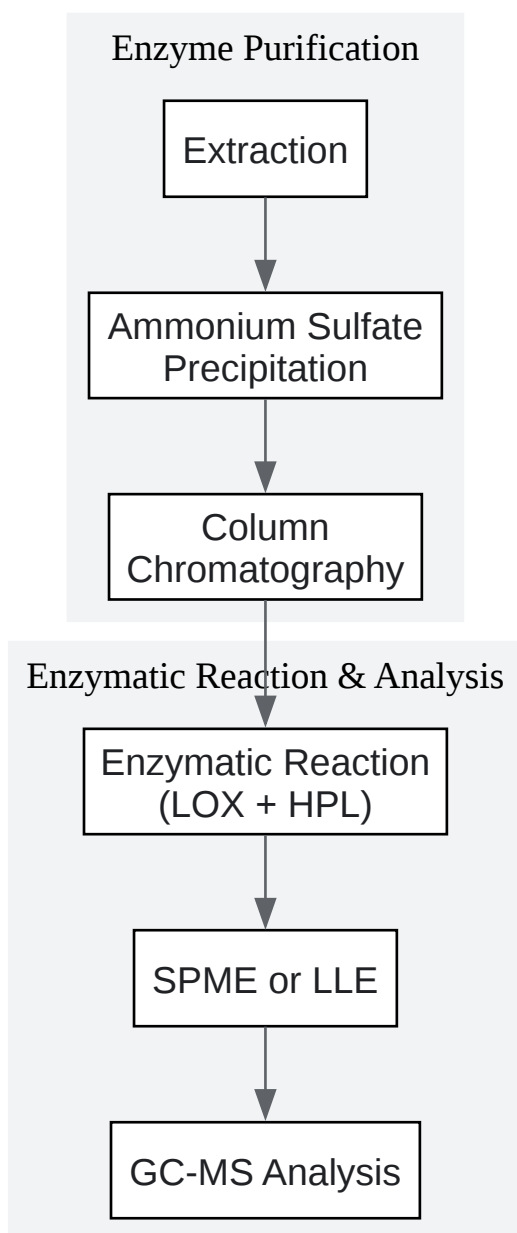 Enzyme Purification
Extraction
Ammonium Sulfate
Precipitation
Column
Chromatography
Enzymatic Reaction & Analysis
Enzymatic Reaction
(LOX + HPL)
SPME or LLE
GC-MS Analysis